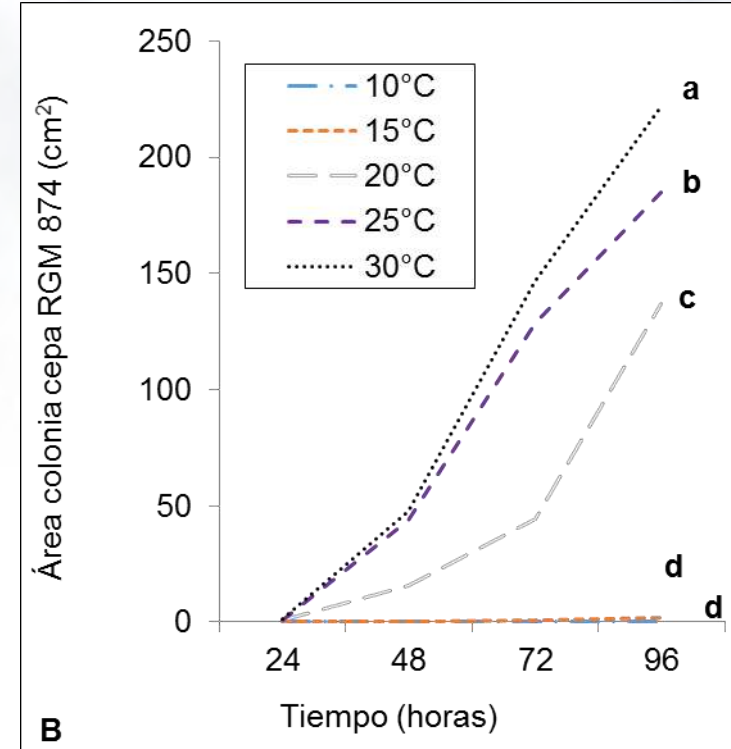 250
200
150
100
50
0
Área colonia cepa RGM 874 (cm²)
10°C
15°C
20°C
25°C
30°C
a
b
c
d
d
24 48 72 96
Tiempo (horas)
B